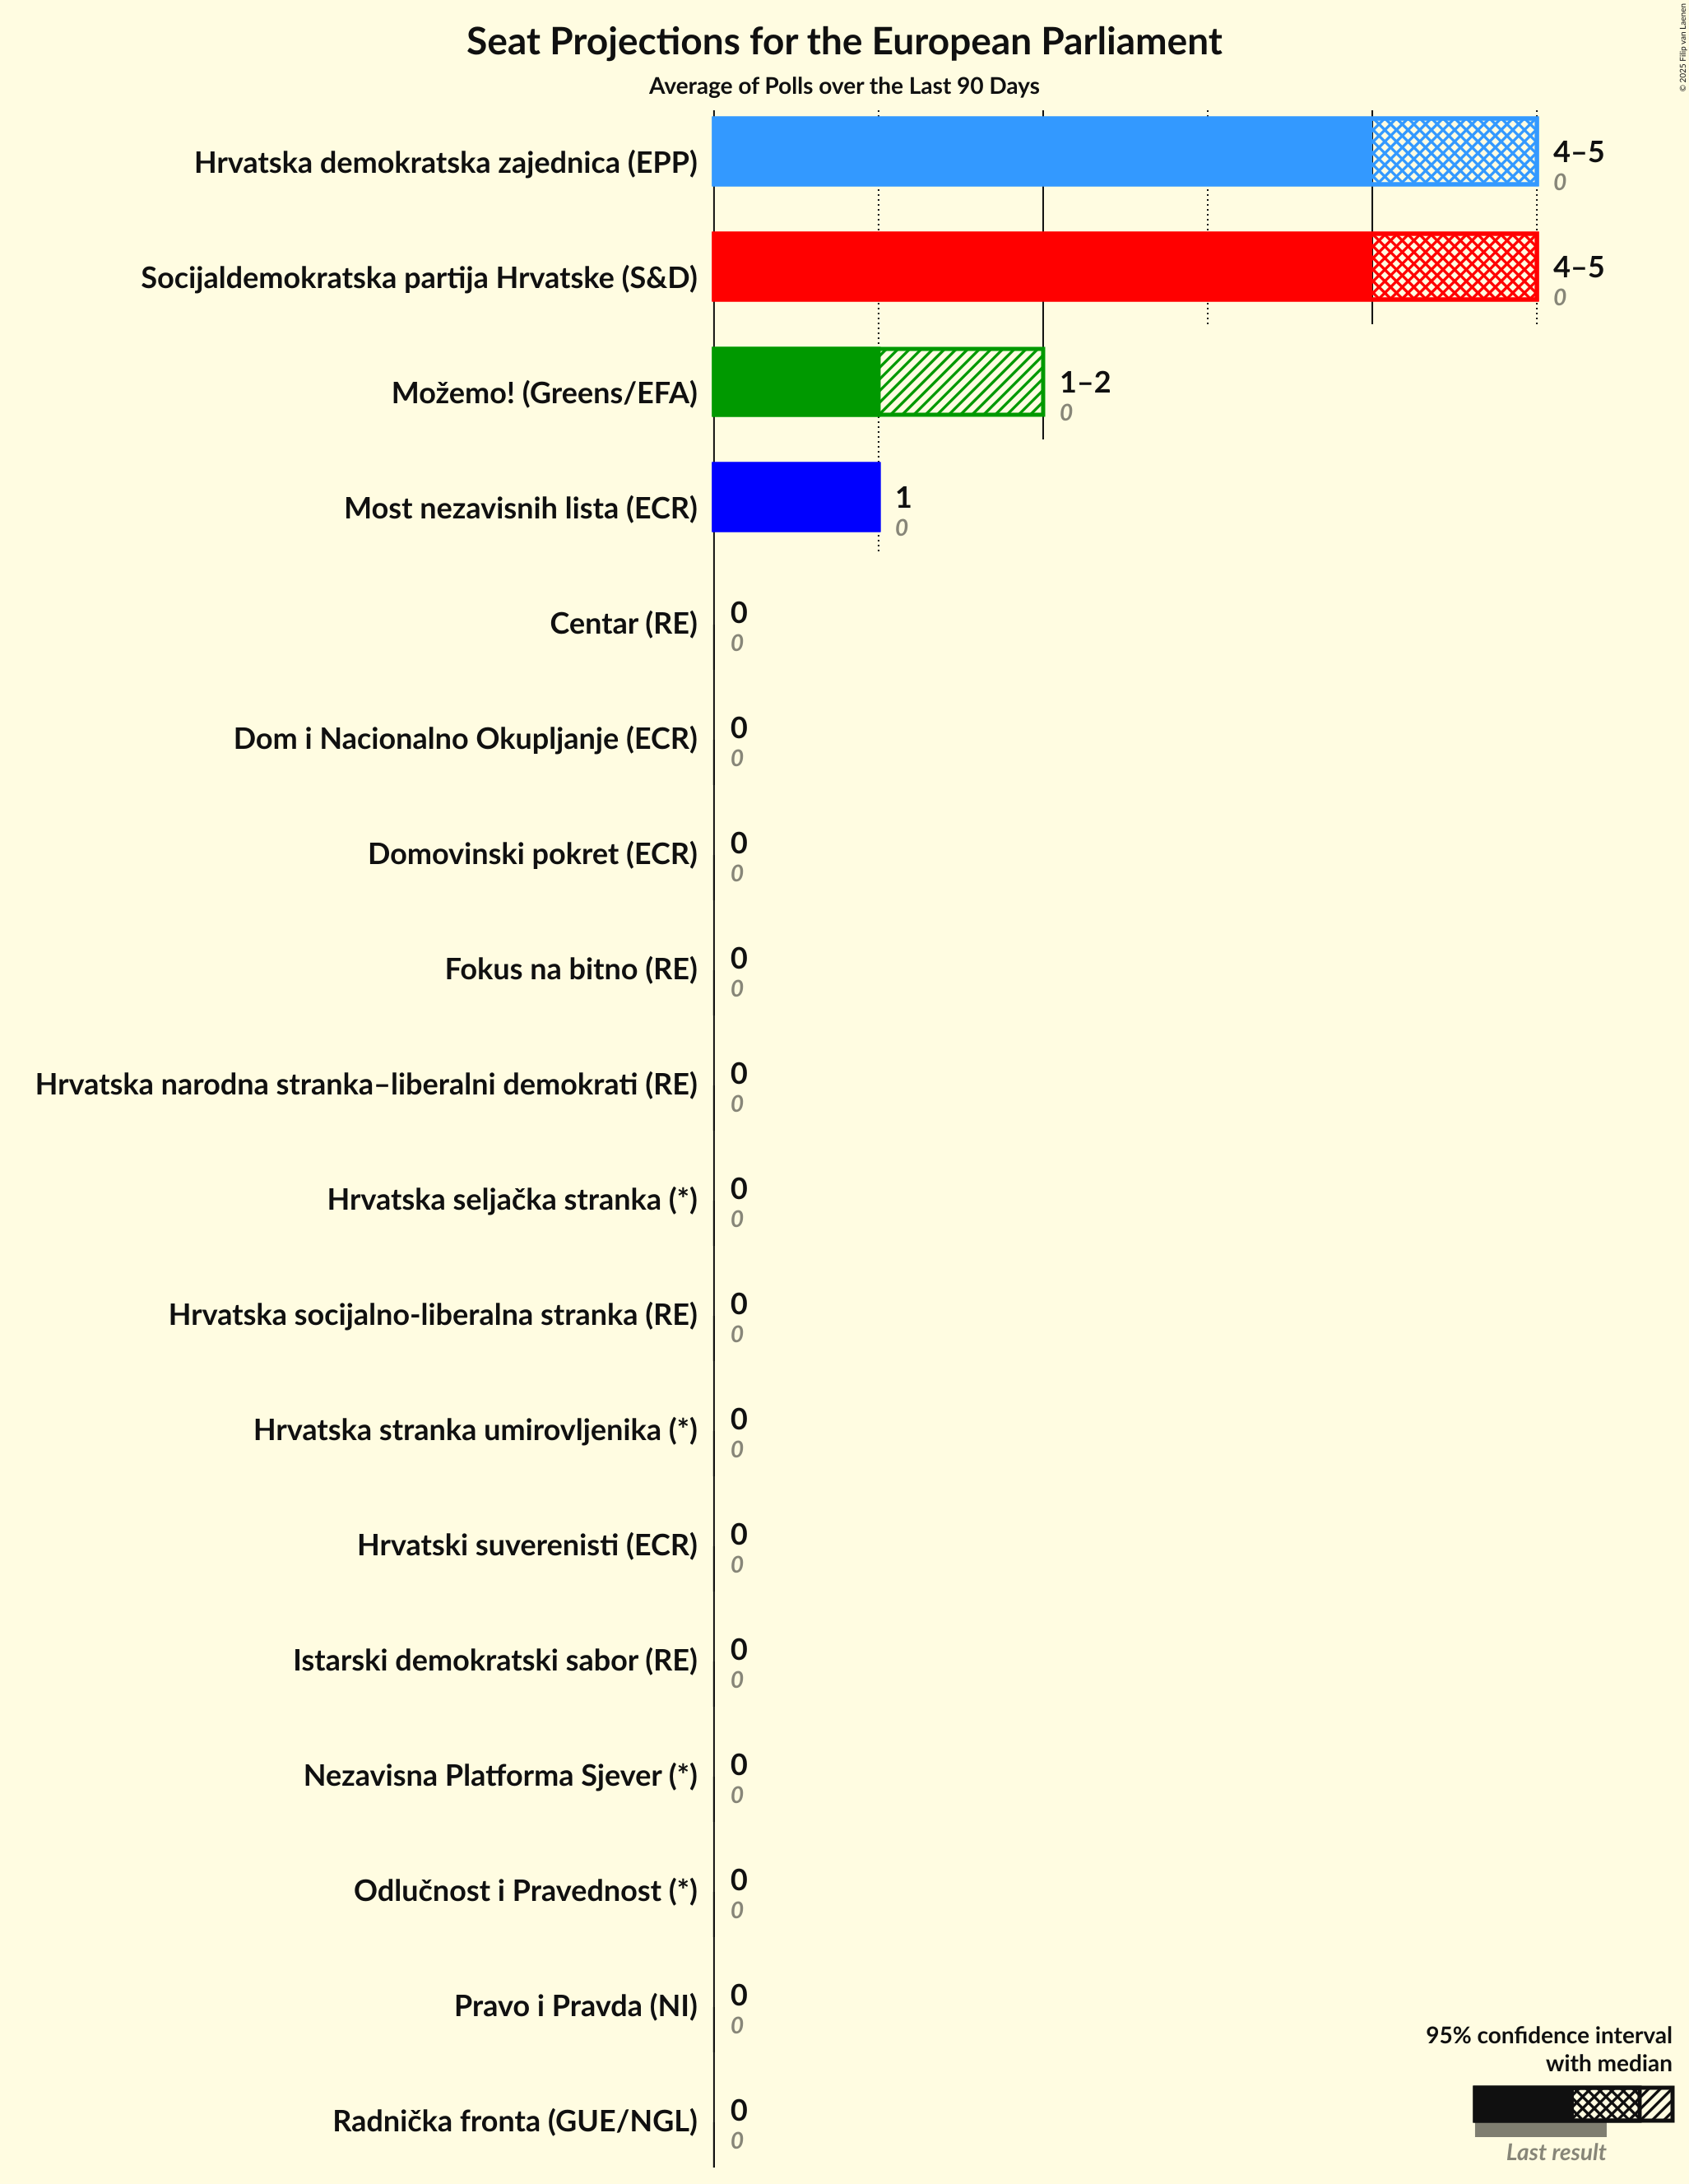 Seat Projections for the European Parliament
Average of Polls over the Last 90 Days
© 2025 Filip van Laenen
Hrvatska demokratska zajednica (EPP)
4–5
0
Socijaldemokratska partija Hrvatske (S&D)
4–5
0
Možemo! (Greens/EFA)
1–2
0
Most nezavisnih lista (ECR)
1
0
Centar (RE)
0
0
Dom i Nacionalno Okupljanje (ECR)
0
0
Domovinski pokret (ECR)
0
0
Fokus na bitno (RE)
0
0
Hrvatska narodna stranka–liberalni demokrati (RE)
0
0
Hrvatska seljačka stranka (*)
0
0
Hrvatska socijalno-liberalna stranka (RE)
0
0
Hrvatska stranka umirovljenika (*)
0
0
Hrvatski suverenisti (ECR)
0
0
Istarski demokratski sabor (RE)
0
0
Nezavisna Platforma Sjever (*)
0
0
Odlučnost i Pravednost (*)
0
0
Pravo i Pravda (NI)
0
0
Radnička fronta (GUE/NGL)
0
0
95% confidence interval
with median
Last result